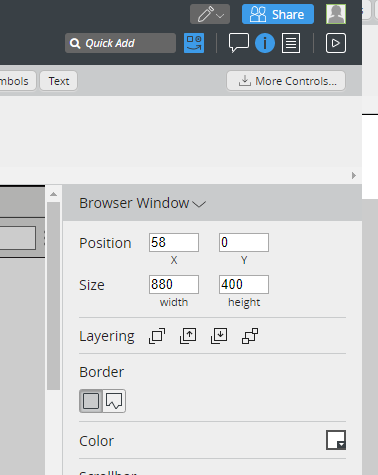 Share
Quick Add
mbols
Text
More Controls...
Browser Window
Position
58
0
X
Y
Size
880
400
width
height
Layering
Border
Color